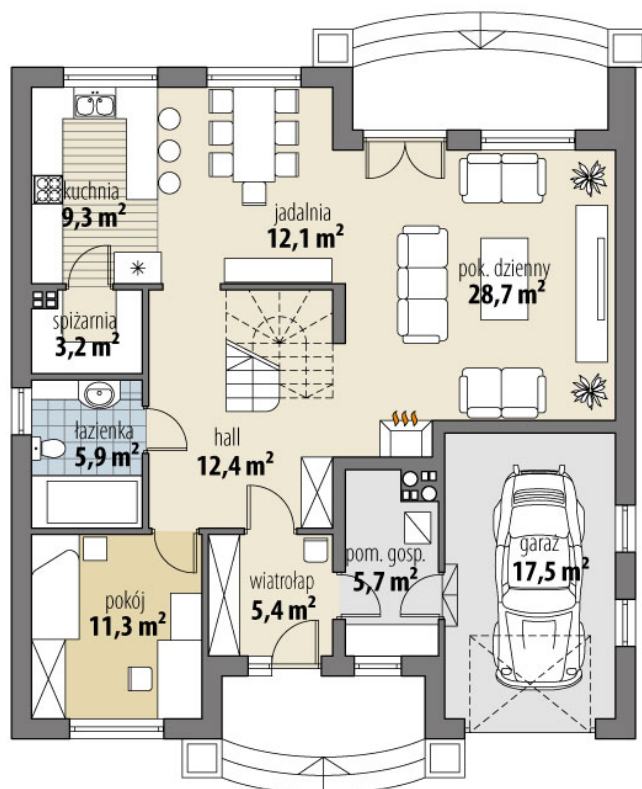 kuchnia
9,3 m²
jadalnia
12,1 m²
pok. dzienny
28,7 m²
spiżarnia
3,2 m²
łazienka
5,9 m²
hall
12,4 m²
pokój
11,3 m²
wiatrołap
5,4 m²
pom. gosp.
5,7 m²
garaż
17,5 m²